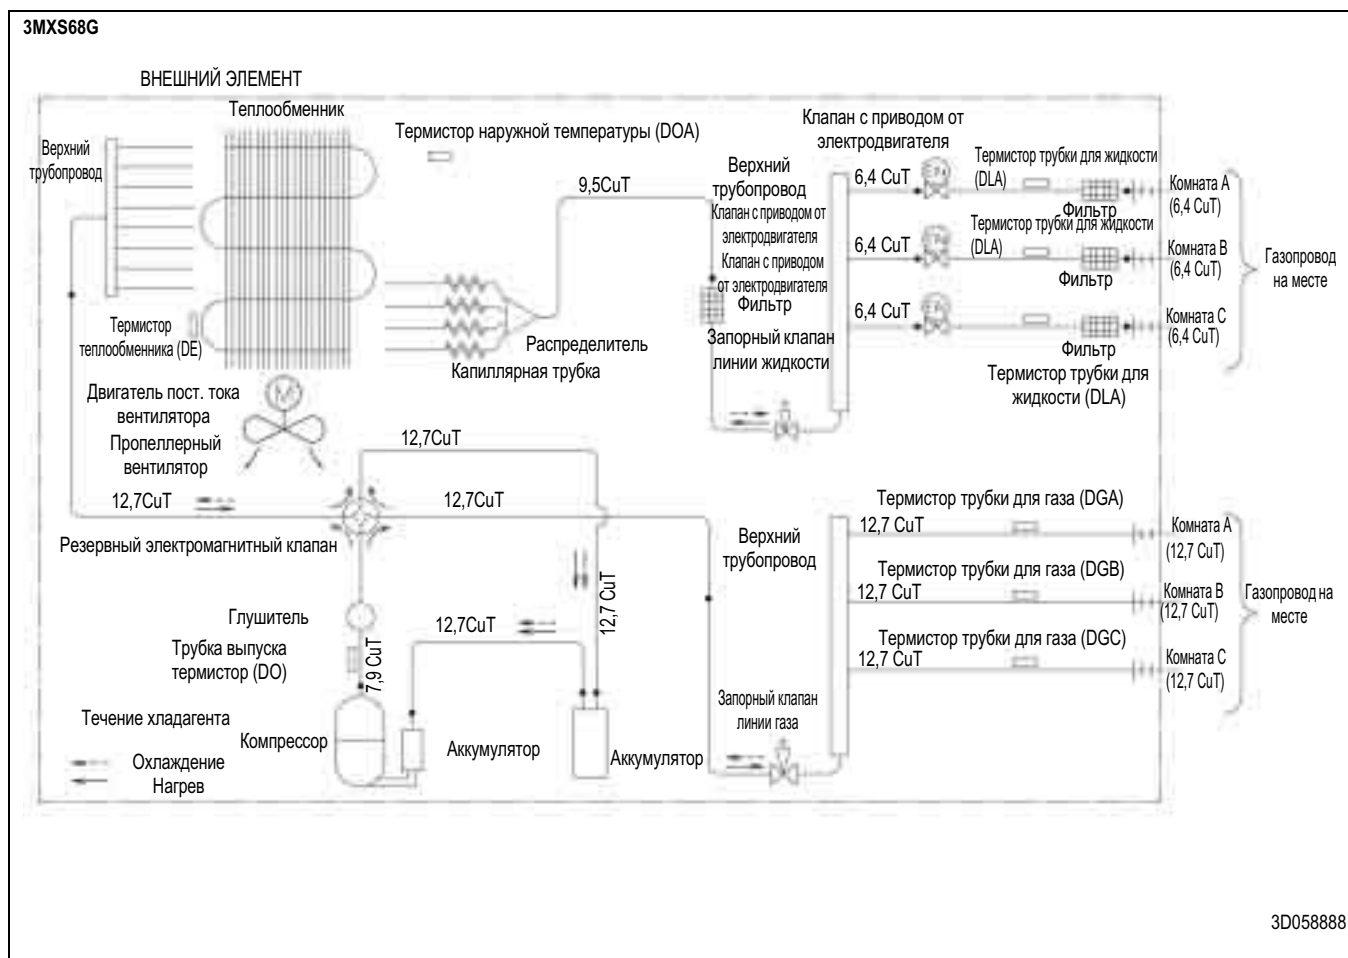 3MXS68G
ВНЕШНИЙ ЭЛЕМЕНТ
Теплообменник
Верхний
трубопровод
Термистор наружной температуры (DOA)
9,5CuT
Верхний
трубопровод
Клапан с приводом от
электродвигателя
Клапан с приводом
от электродвигателя
Фильтр
Запорный клапан
линии жидкости
Клапан с приводом от
электродвигателя
6,4 CuT
Термистор трубки для жидкости
(DLA)
Фильтр
Комната A
(6,4 CuT)
6,4 CuT
Термистор трубки для жидкости
(DLA)
Фильтр
Комната B
(6,4 CuT)
6,4 CuT
Фильтр
Термистор трубки для
жидкости (DLA)
Комната C
(6,4 CuT)
Газопровод
на месте
Термистор
теплообменника (DE)
Распределитель
Капиллярная трубка
Двигатель пост. тока
вентилятора
M
Пропеллерный
вентилятор
12,7CuT
12,7CuT
12,7CuT
Резервный электромагнитный клапан
Глушитель
Трубка выпуска
термистор (DO)
7,9 CuT
12,7CuT
12,7 CuT
Течение хладагента
Компрессор
Охлаждение
Нагрев
Аккумулятор
Аккумулятор
Верхний
трубопровод
Запорный клапан
линии газа
Термистор трубки для газа (DGA)
12,7 CuT
Комната A
(12,7 CuT)
Термистор трубки для газа (DGB)
12,7 CuT
Комната B
(12,7 CuT)
Термистор трубки для газа (DGC)
12,7 CuT
Комната C
(12,7 CuT)
Газопровод на
месте
3D058888